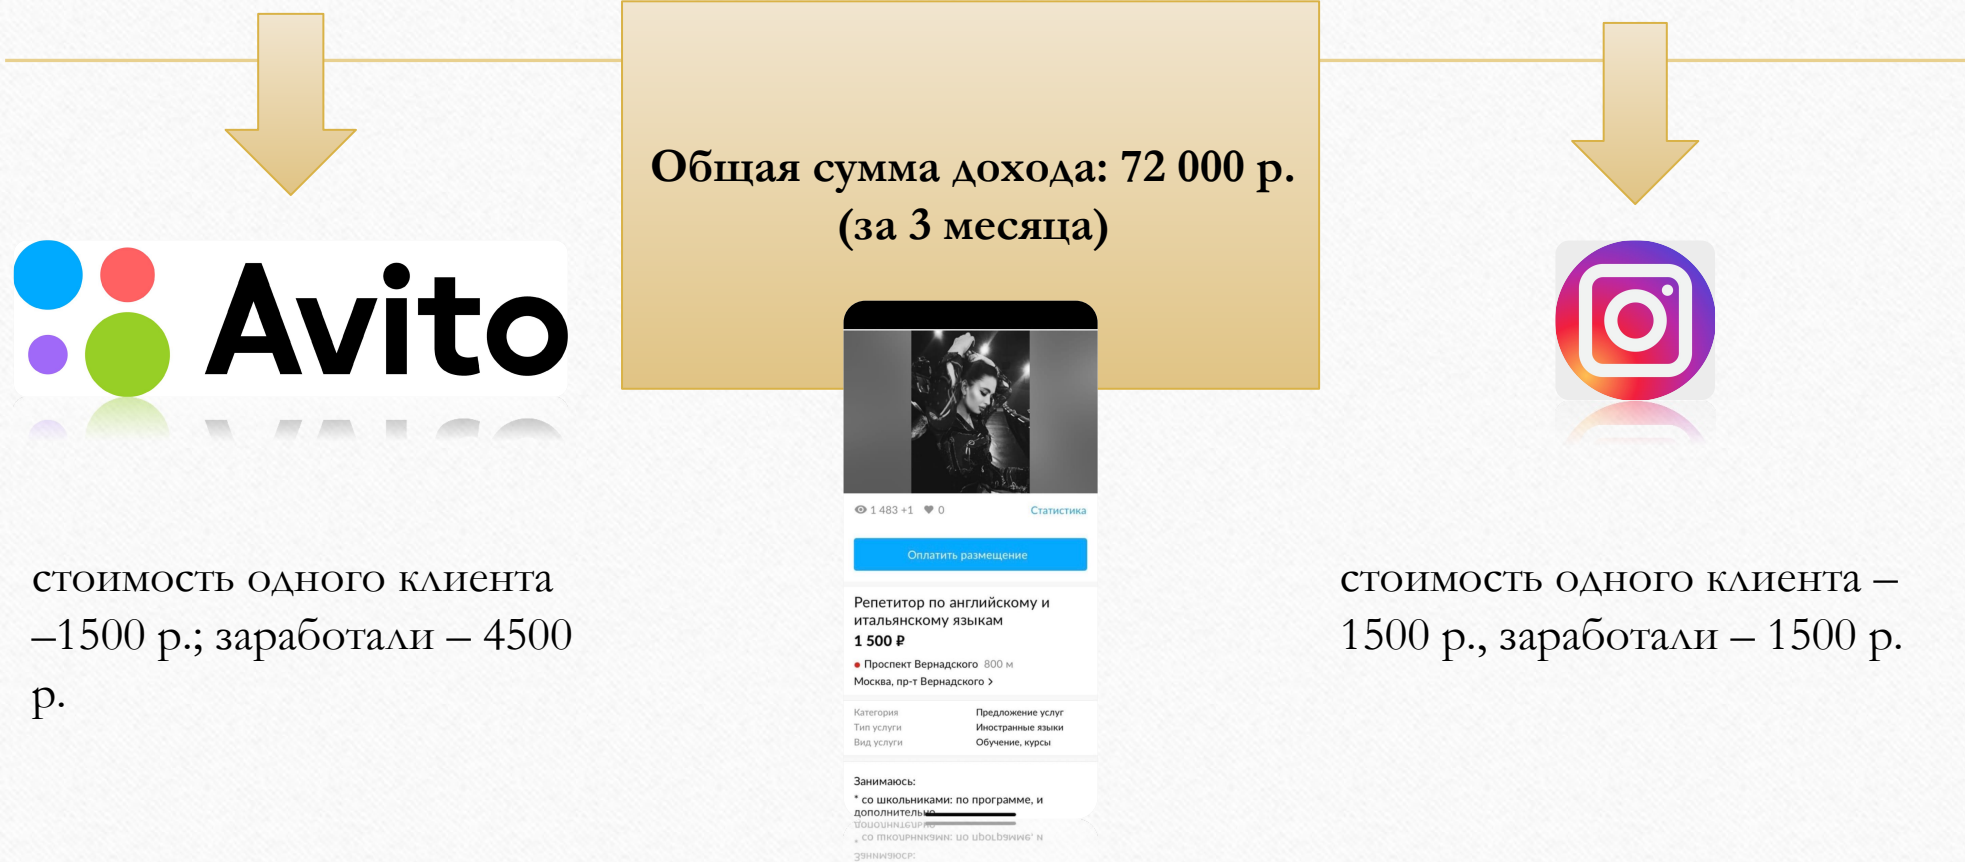 Общая сумма дохода: 72 000 р.
(за 3 месяца)
Avito
стоимость одного клиента
–1500 р.; заработали – 4500
р.
1 483 +1 0 Статистика
Оплатить размещение
Репетитор по английскому и
итальянскому языкам
1 500 ₽
Проспект Вернадского 800 м
Москва, пр-т Вернадского >
Категория Предложение услуг
Тип услуги Иностранные языки
Вид услуги Обучение, курсы
Занимаюсь:
* со школьниками: по программе, и
дополнительно
стоимость одного клиента –
1500 р., заработали – 1500 р.